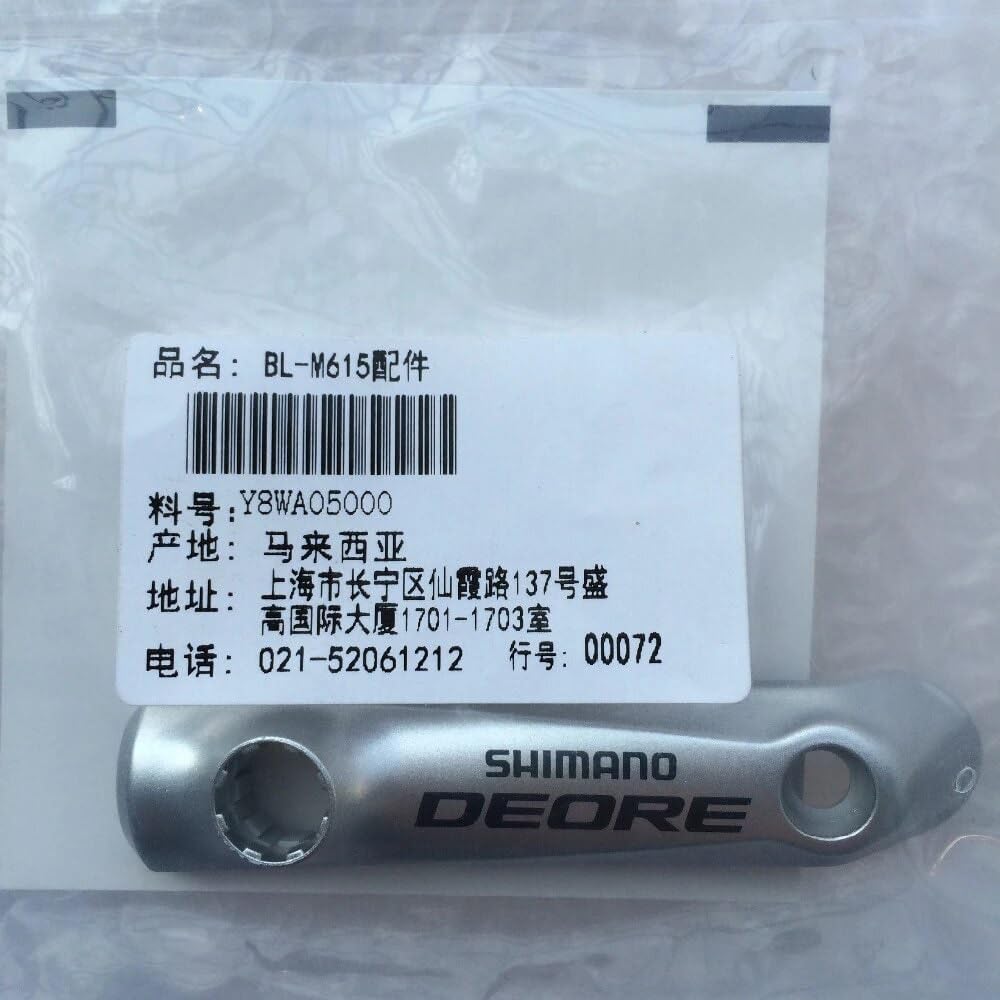 品名: BL-M615配件
料号:Y8WA05000
产地: 马来西亚
地址: 上海市长宁区仙霞路137号盛
高国际大厦1701-1703室
电话: 021-52061212 行号: 00072
SHIMANO
DEORE